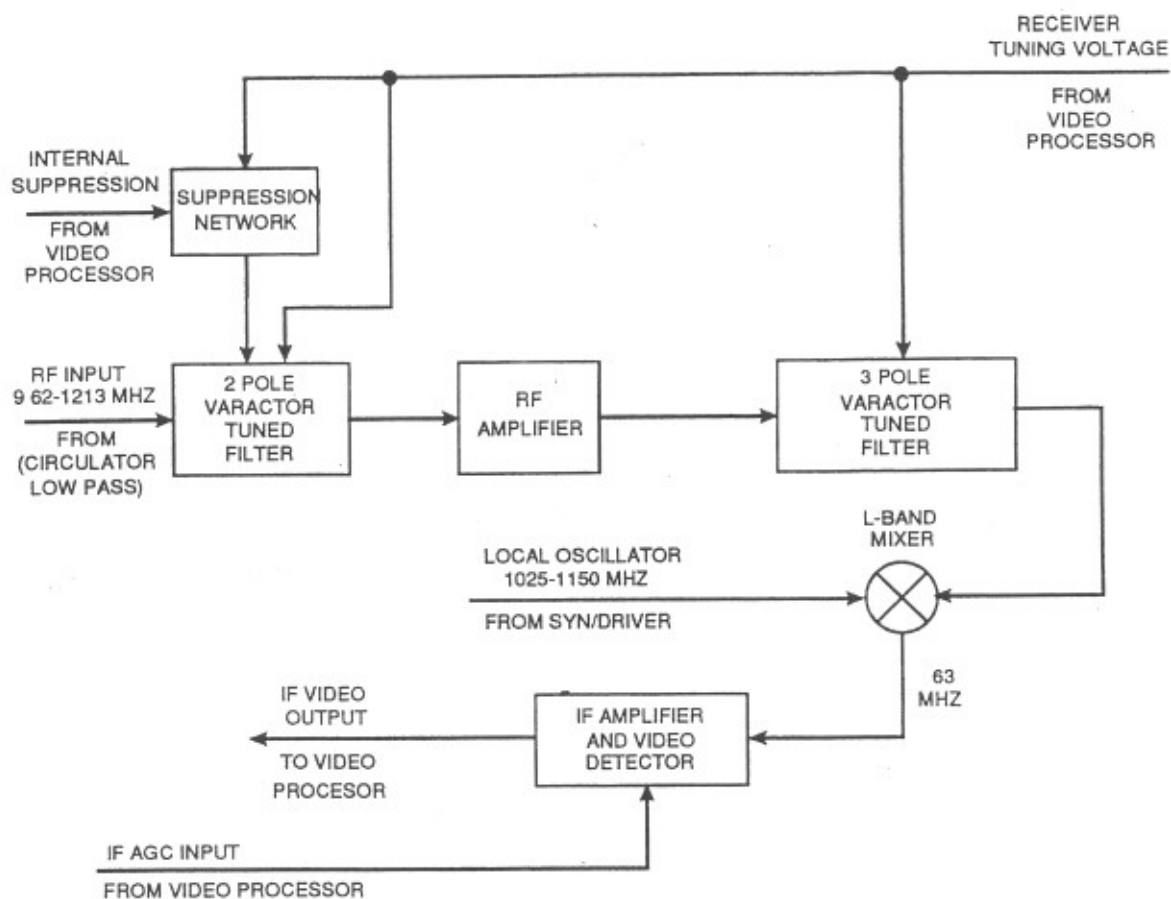 RECEIVER
TUNING VOLTAGE
FROM
VIDEO
PROCESSOR
INTERNAL
SUPPRESSION
FROM
VIDEO
PROCESSOR
SUPPRESSION
NETWORK
RF INPUT
9 62-1213 MHZ
FROM
(CIRCULATOR
LOW PASS)
2 POLE
VARACTOR
TUNED
FILTER
RF
AMPLIFIER
3 POLE
VARACTOR
TUNED
FILTER
L-BAND
MIXER
LOCAL OSCILLATOR
1025-1150 MHZ
FROM SYN/DRIVER
63
MHZ
IF VIDEO
OUTPUT
TO VIDEO
PROCESOR
IF AMPLIFIER
AND VIDEO
DETECTOR
IF AGC INPUT
FROM VIDEO PROCESSOR